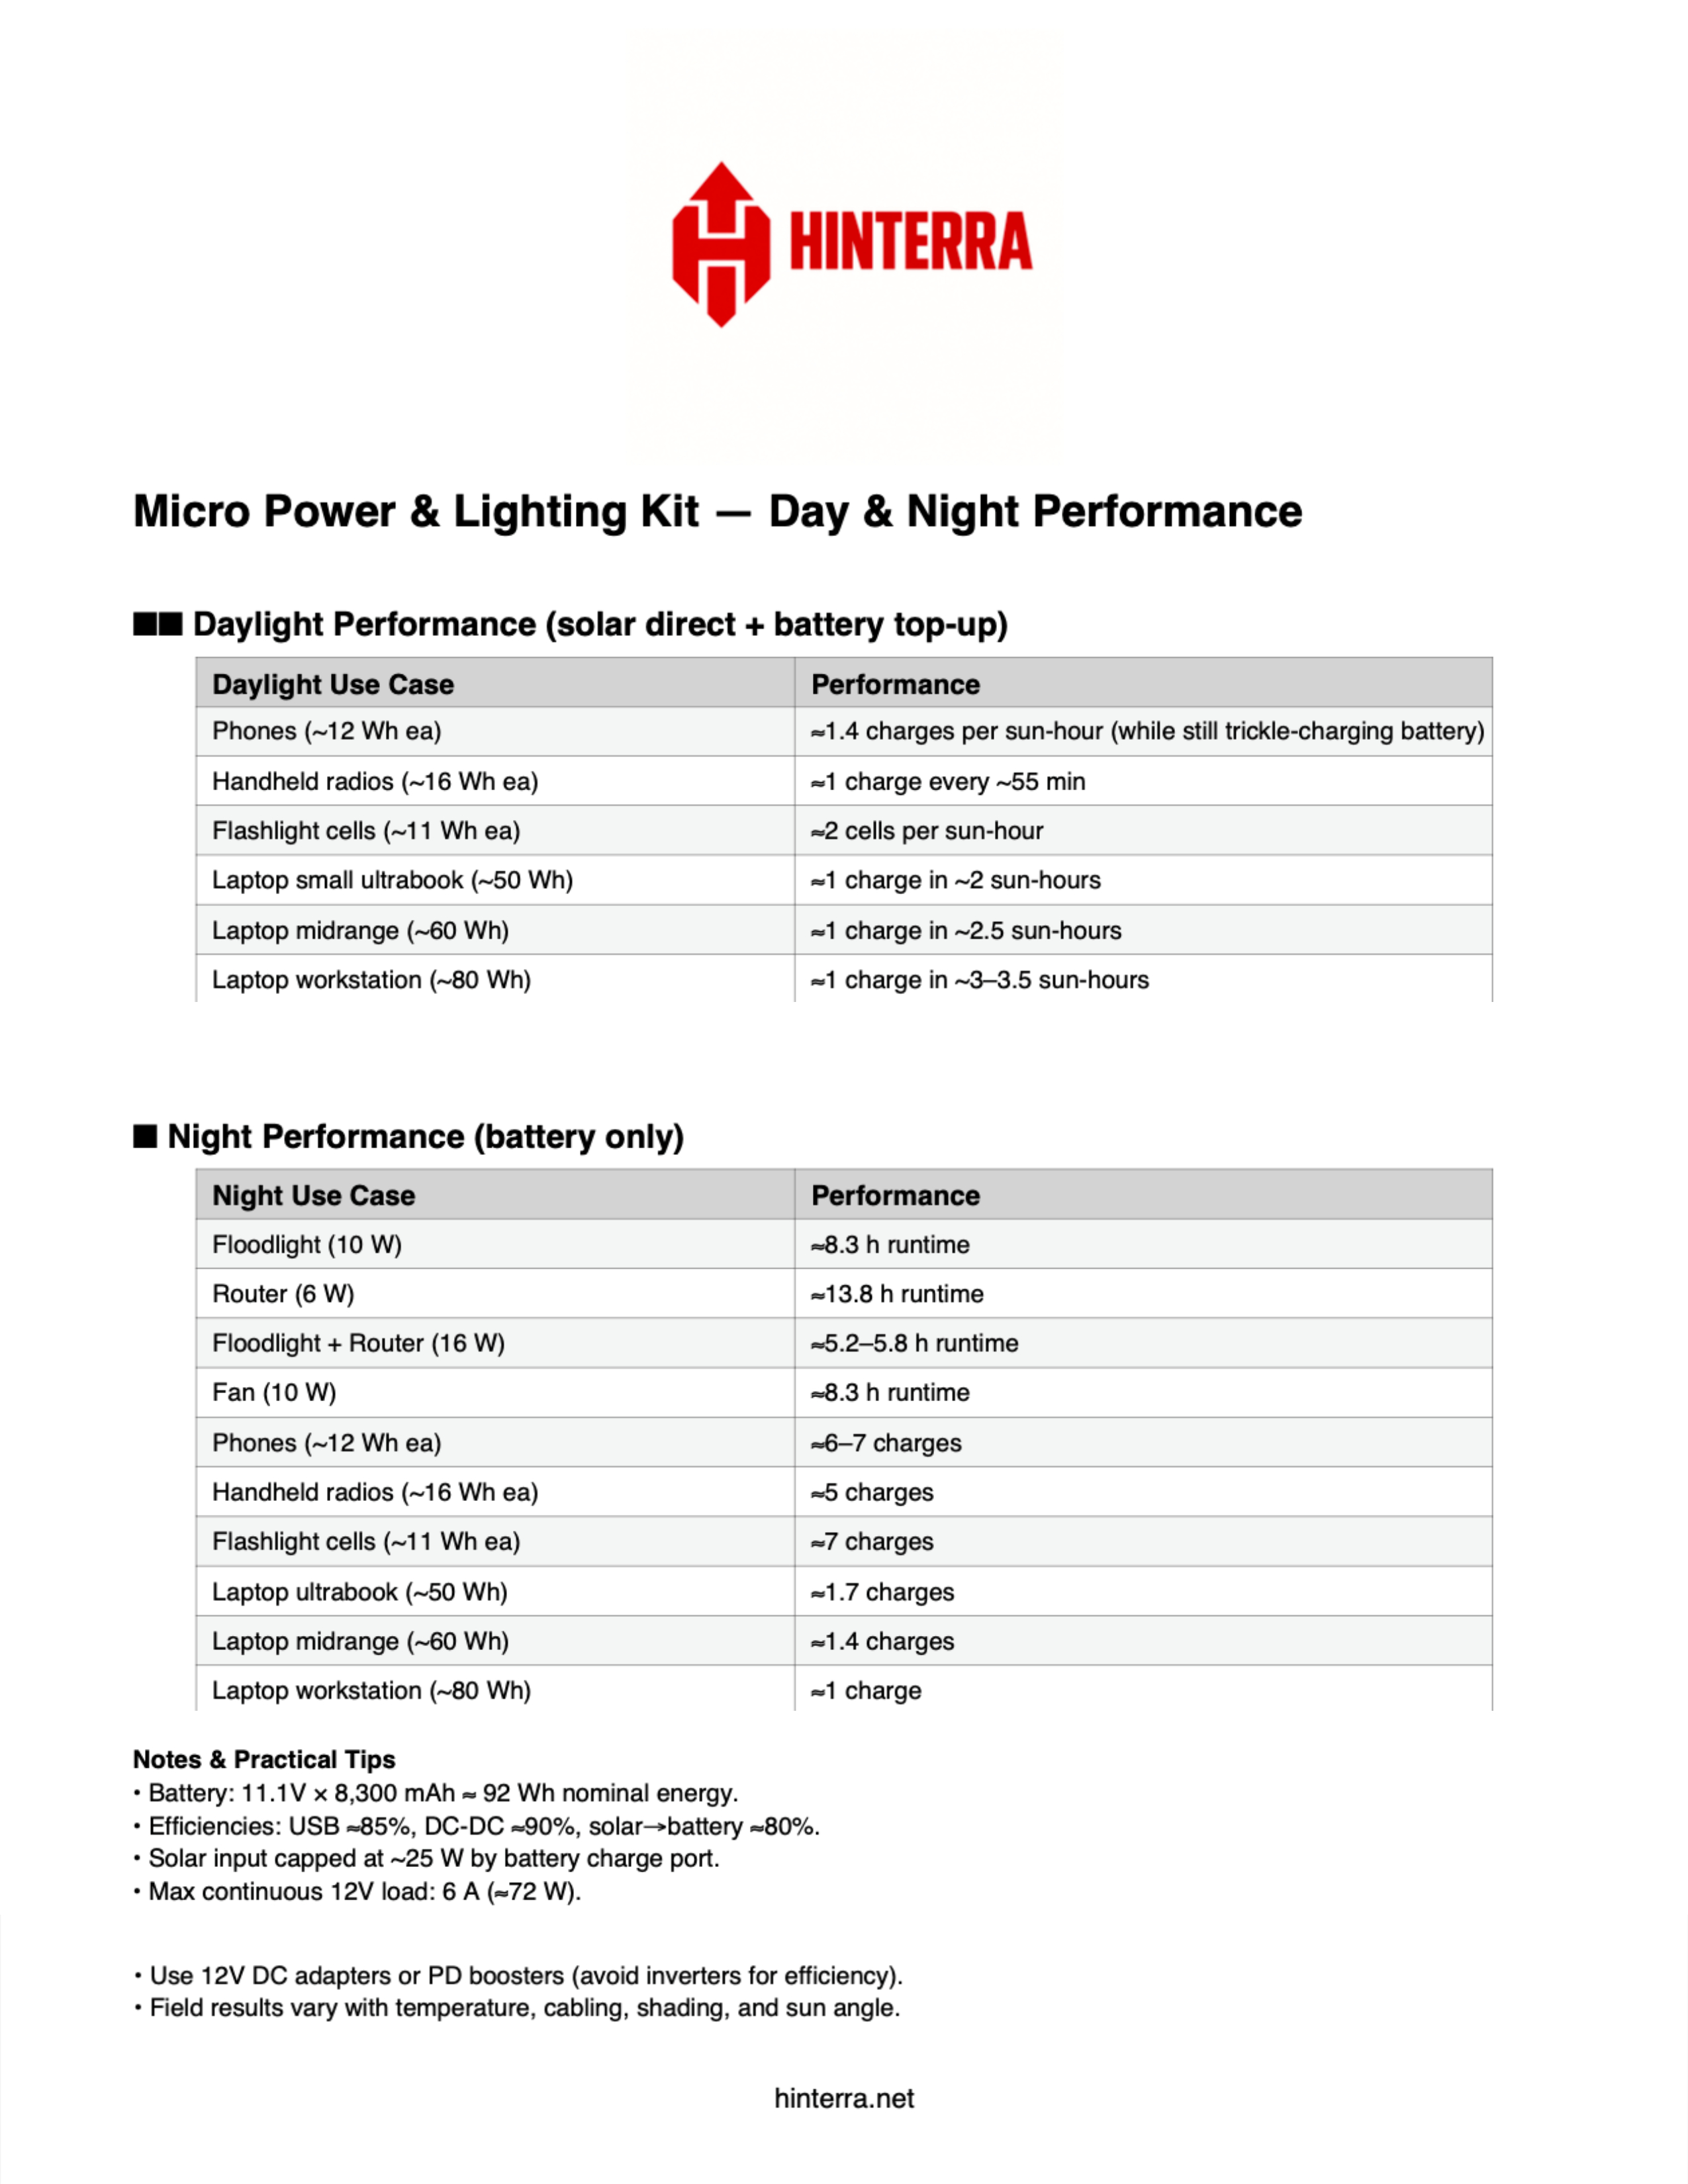 HINTERRA
Micro Power & Lighting Kit — Day & Night Performance
■■ Daylight Performance (solar direct + battery top-up)
Daylight Use Case Performance
Phones (~12 Wh ea) ≈1.4 charges per sun-hour (while still trickle-charging battery)
Handheld radios (~16 Wh ea) ≈1 charge every ~55 min
Flashlight cells (~11 Wh ea) ≈2 cells per sun-hour
Laptop small ultrabook (~50 Wh) ≈1 charge in ~2 sun-hours
Laptop midrange (~60 Wh) ≈1 charge in ~2.5 sun-hours
Laptop workstation (~80 Wh) ≈1 charge in ~3–3.5 sun-hours
■ Night Performance (battery only)
Night Use Case Performance
Floodlight (10 W) ≈8.3 h runtime
Router (6 W) ≈13.8 h runtime
Floodlight + Router (16 W) ≈5.2–5.8 h runtime
Fan (10 W) ≈8.3 h runtime
Phones (~12 Wh ea) ≈6–7 charges
Handheld radios (~16 Wh ea) ≈5 charges
Flashlight cells (~11 Wh ea) ≈7 charges
Laptop ultrabook (~50 Wh) ≈1.7 charges
Laptop midrange (~60 Wh) ≈1.4 charges
Laptop workstation (~80 Wh) ≈1 charge
Notes & Practical Tips
• Battery: 11.1V × 8,300 mAh ≈ 92 Wh nominal energy.
• Efficiencies: USB ≈85%, DC-DC ≈90%, solar→battery ≈80%.
• Solar input capped at ~25 W by battery charge port.
• Max continuous 12V load: 6 A (≈72 W).
• Use 12V DC adapters or PD boosters (avoid inverters for efficiency).
• Field results vary with temperature, cabling, shading, and sun angle.
hinterra.net